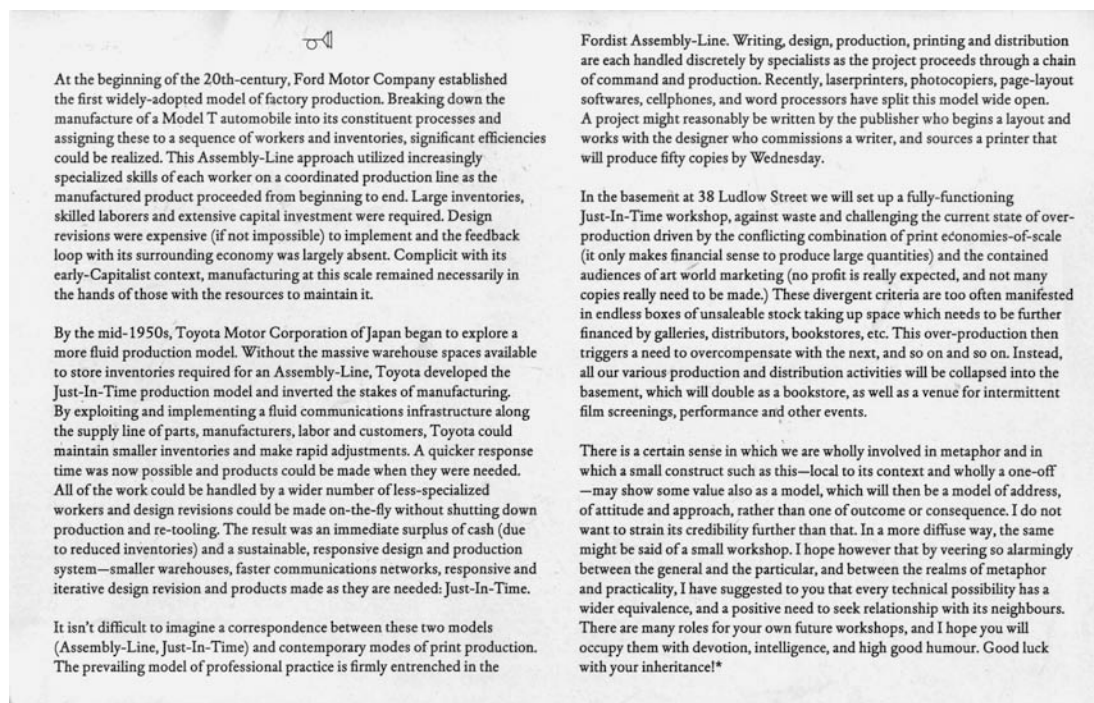 At the beginning of the 20th-century, Ford Motor Company established
the first widely-adopted model of factory production. Breaking down the
manufacture of a Model T automobile into its constituent processes and
assigning these to a sequence of workers and inventories, significant efficiencies
could be realized. This Assembly-Line approach utilized increasingly
specialized skills of each worker on a coordinated production line as the
manufactured product proceeded from beginning to end. Large inventories,
skilled laborers and extensive capital investment were required. Design
revisions were expensive (if not impossible) to implement and the feedback
loop with its surrounding economy was largely absent. Complicit with its
early-Capitalist context, manufacturing at this scale remained necessarily in
the hands of those with the resources to maintain it.
By the mid-1950s, Toyota Motor Corporation of Japan began to explore a
more fluid production model. Without the massive warehouse spaces available
to store inventories required for an Assembly-Line, Toyota developed the
Just-In-Time production model and inverted the stakes of manufacturing.
By exploiting and implementing a fluid communications infrastructure along
the supply line of parts, manufacturers, labor and customers, Toyota could
maintain smaller inventories and make rapid adjustments. A quicker response
time was now possible and products could be made when they were needed.
All of the work could be handled by a wider number of less-specialized
workers and design revisions could be made on-the-fly without shutting down
production and re-tooling. The result was an immediate surplus of cash (due
to reduced inventories) and a sustainable, responsive design and production
system—smaller warehouses, faster communications networks, responsive and
iterative design revision and products made as they are needed: Just-In-Time.
It isn't difficult to imagine a correspondence between these two models
(Assembly-Line, Just-In-Time) and contemporary modes of print production.
The prevailing model of professional practice is firmly entrenched in the
Fordist Assembly-Line. Writing, design, production, printing and distribution
are each handled discretely by specialists as the project proceeds through a chain
of command and production. Recently, laserprinters, photocopiers, page-layout
softwares, cellphones, and word processors have split this model wide open.
A project might reasonably be written by the publisher who begins a layout and
works with the designer who commissions a writer, and sources a printer that
will produce fifty copies by Wednesday.
In the basement at 38 Ludlow Street we will set up a fully-functioning
Just-In-Time workshop, against waste and challenging the current state of over-
production driven by the conflicting combination of print economies-of-scale
(it only makes financial sense to produce large quantities) and the contained
audiences of art world marketing (no profit is really expected, and not many
copies really need to be made.) These divergent criteria are too often manifested
in endless boxes of unsaleable stock taking up space which needs to be further
financed by galleries, distributors, bookstores, etc. This over-production then
triggers a need to overcompensate with the next, and so on and so on. Instead,
all our various production and distribution activities will be collapsed into the
basement, which will double as a bookstore, as well as a venue for intermittent
film screenings, performance and other events.
There is a certain sense in which we are wholly involved in metaphor and in
which a small construct such as this—local to its context and wholly a one-off
—may show some value also as a model, which will then be a model of address,
of attitude and approach, rather than one of outcome or consequence. I do not
want to strain its credibility further than that. In a more diffuse way, the same
might be said of a small workshop. I hope however that by veering so alarmingly
between the general and the particular, and between the realms of metaphor
and practicality, I have suggested to you that every technical possibility has a
wider equivalence, and a positive need to seek relationship with its neighbours.
There are many roles for your own future workshops, and I hope you will
occupy them with devotion, intelligence, and high good humour. Good luck
with your inheritance!*